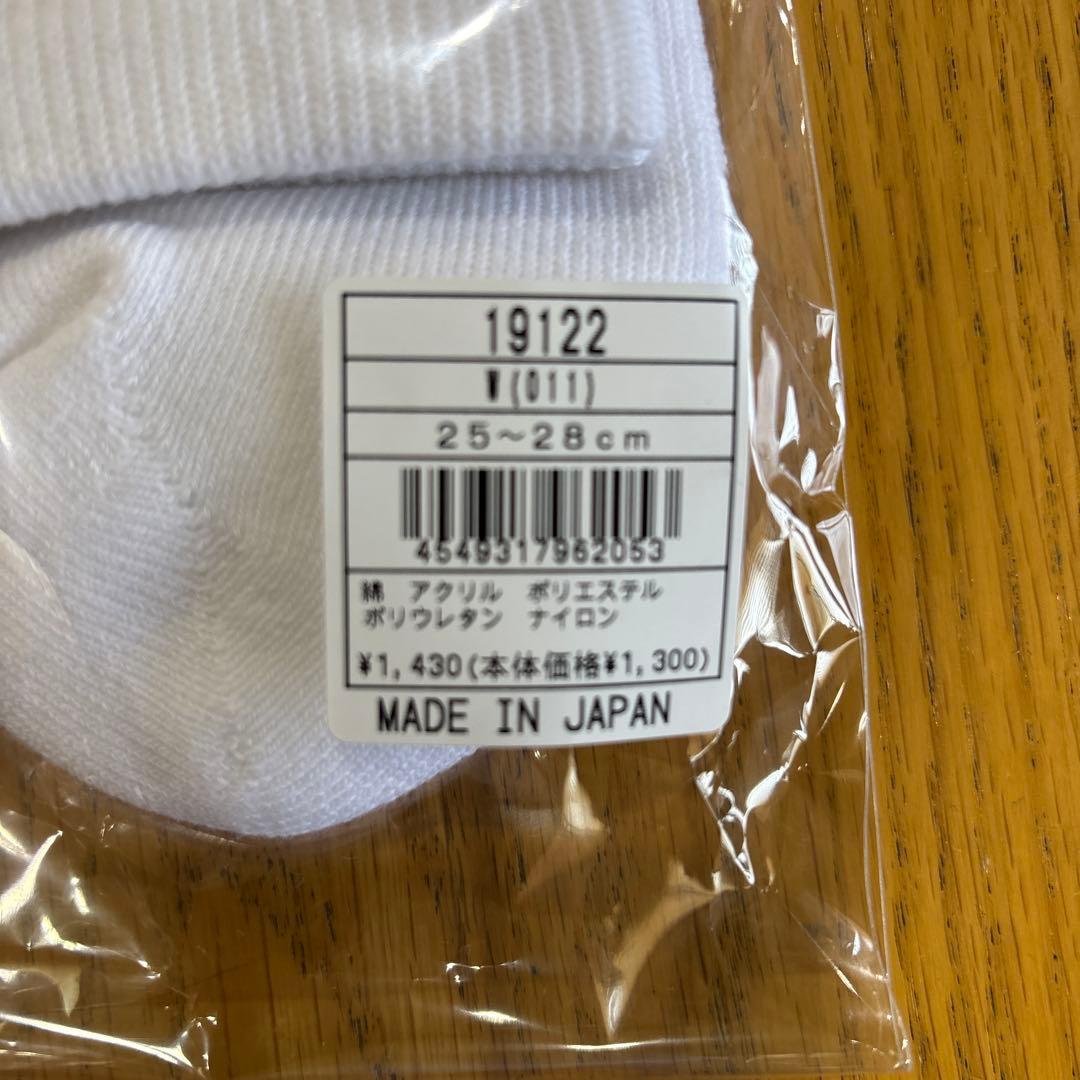 19122
W(011)
25～28cm
4549317962053
綿 アクリル ポリエステル
ポリウレタン ナイロン
¥1,430(本体価格¥1,300)
MADE IN JAPAN